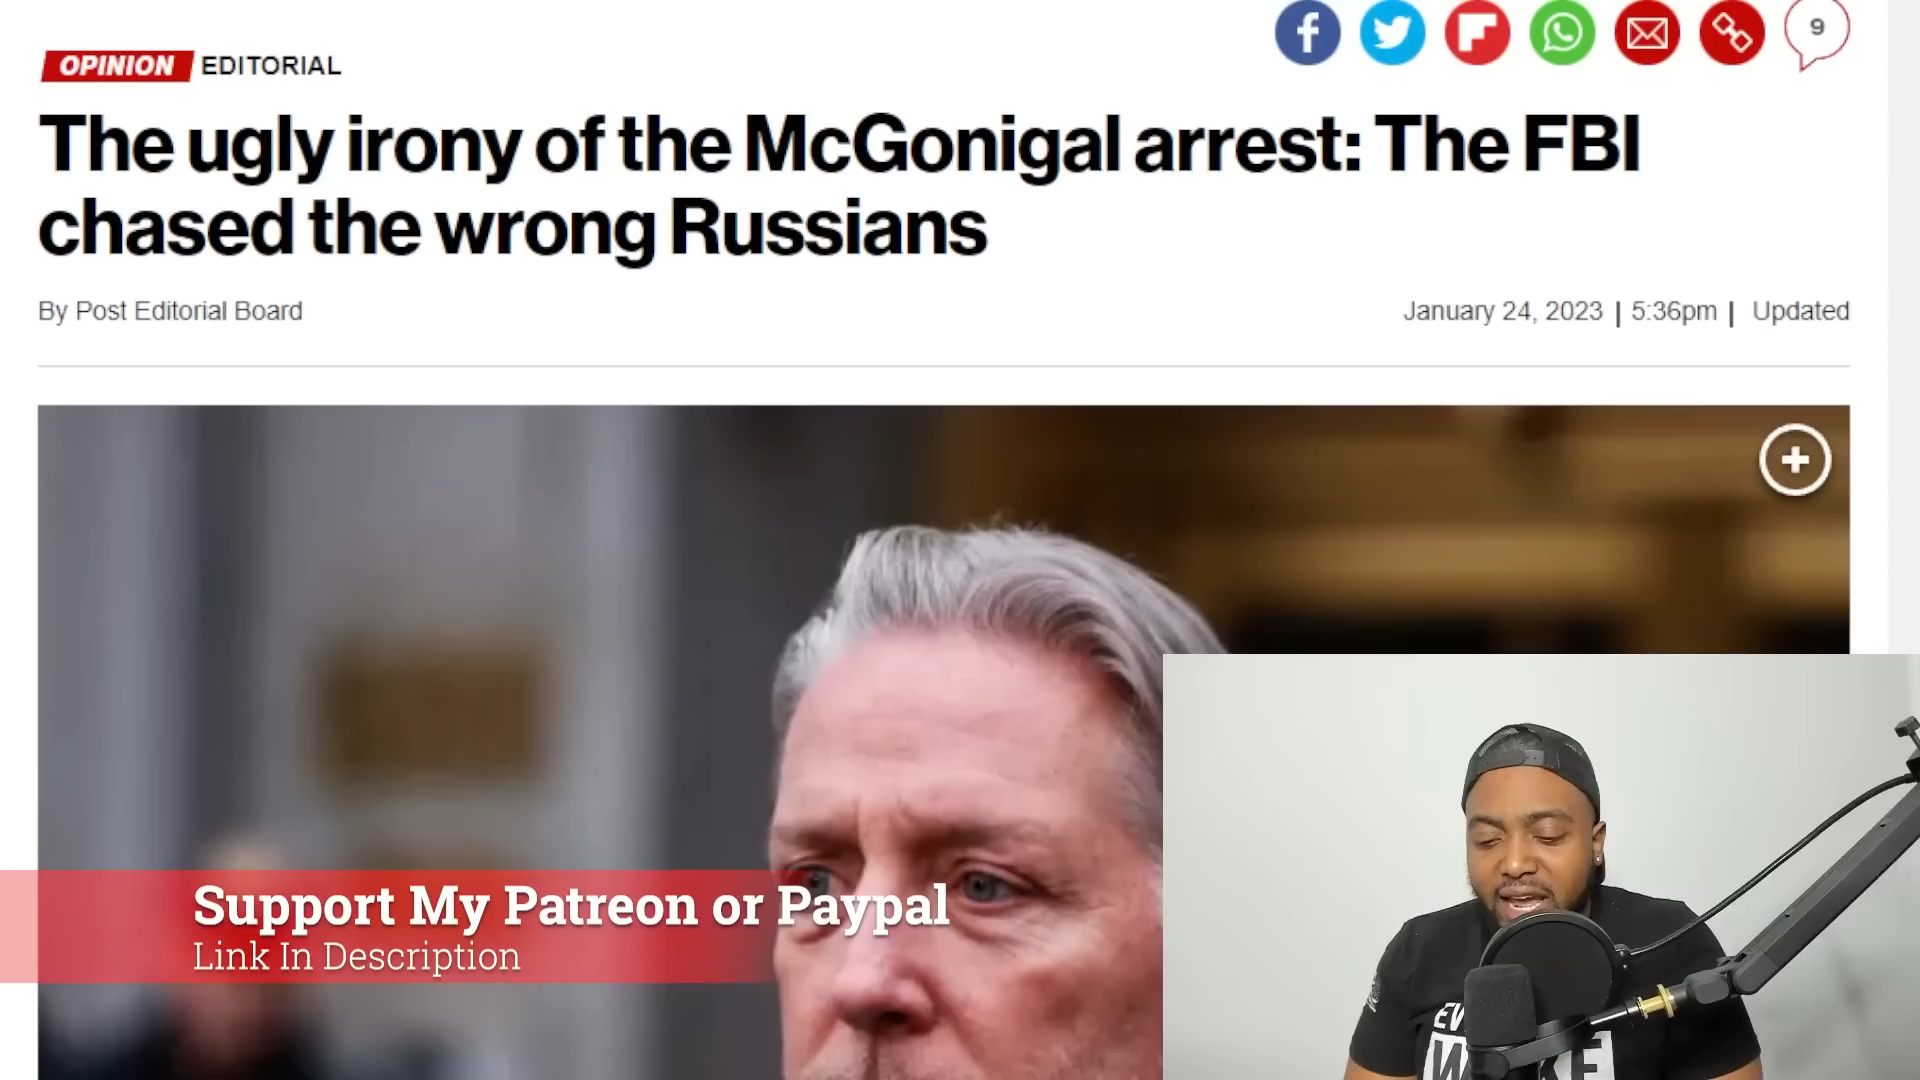 9
OPINION EDITORIAL
The ugly irony of the McGonigal arrest: The FBI
chased the wrong Russians
By Post Editorial Board
January 24, 2023 | 5:36pm | Updated
Support My Patreon or Paypal
Link In Description